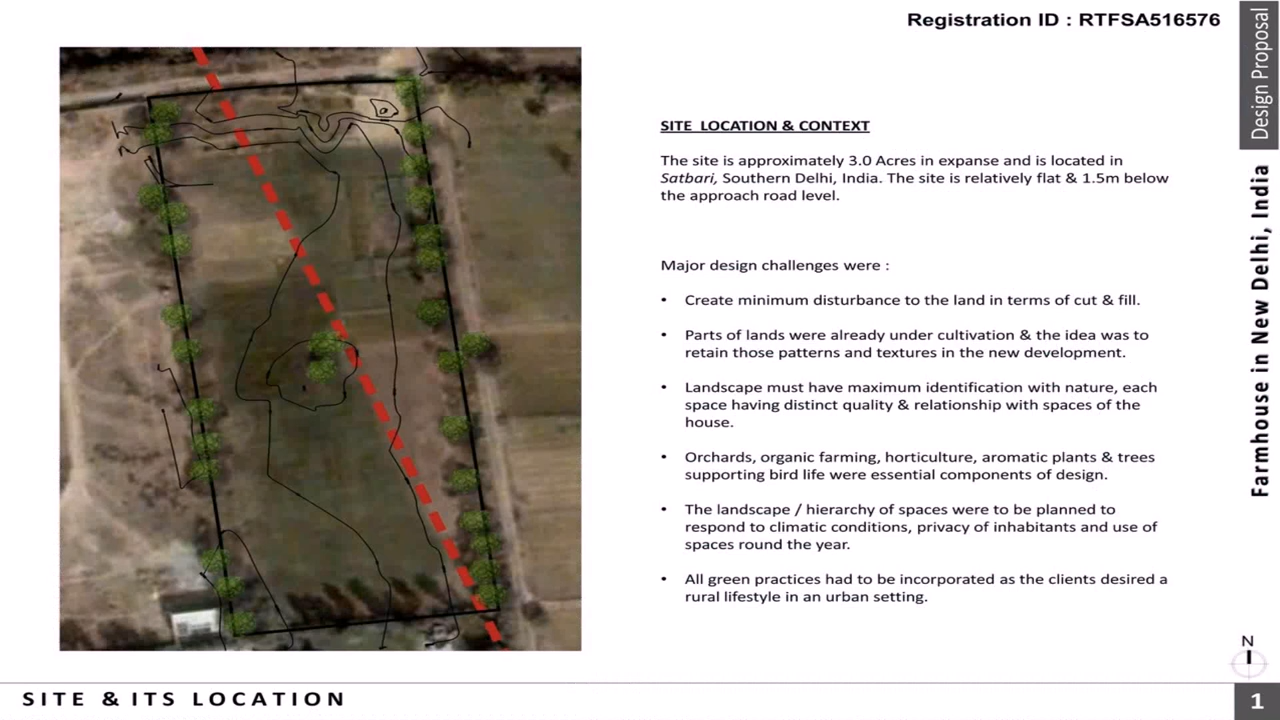 Registration ID : RTFSA516576
Design Proposal
Farmhouse in New Delhi, India
SITE LOCATION & CONTEXT
The site is approximately 3.0 Acres in expanse and is located in
Satbari, Southern Delhi, India. The site is relatively flat & 1.5m below
the approach road level.
Major design challenges were :
• Create minimum disturbance to the land in terms of cut & fill.
• Parts of lands were already under cultivation & the idea was to
retain those patterns and textures in the new development.
• Landscape must have maximum identification with nature, each
space having distinct quality & relationship with spaces of the
house.
• Orchards, organic farming, horticulture, aromatic plants & trees
supporting bird life were essential components of design.
• The landscape / hierarchy of spaces were to be planned to
respond to climatic conditions, privacy of inhabitants and use of
spaces round the year.
• All green practices had to be incorporated as the clients desired a
rural lifestyle in an urban setting.
N
SITE & ITS LOCATION
1